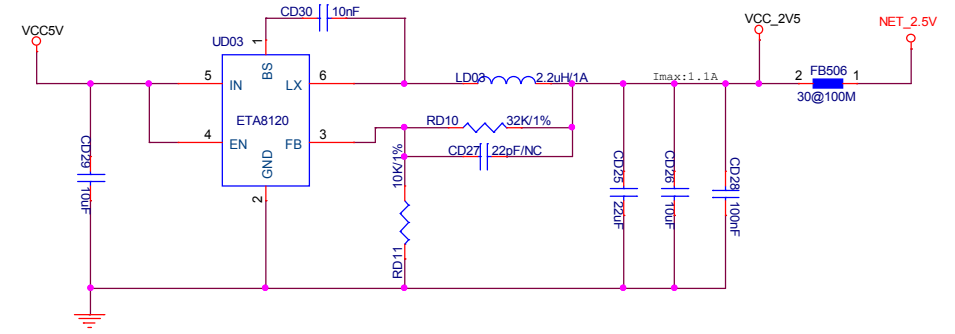 CD30 10nF
VCC5V
VCC_2V5
NET_2.5V
UD03
1
BS
5
IN
LX
6
LD03
2.2uH/1A
Imax:1.1A
2
FB506
1
30@100M
ETA8120
RD10
32K/1%
4
EN
FB
3
CD27
22pF/NC
GND
2
CD29
10uF
10K/1%
RD11
CD25
22uF
CD26
10uF
CD28
100nF